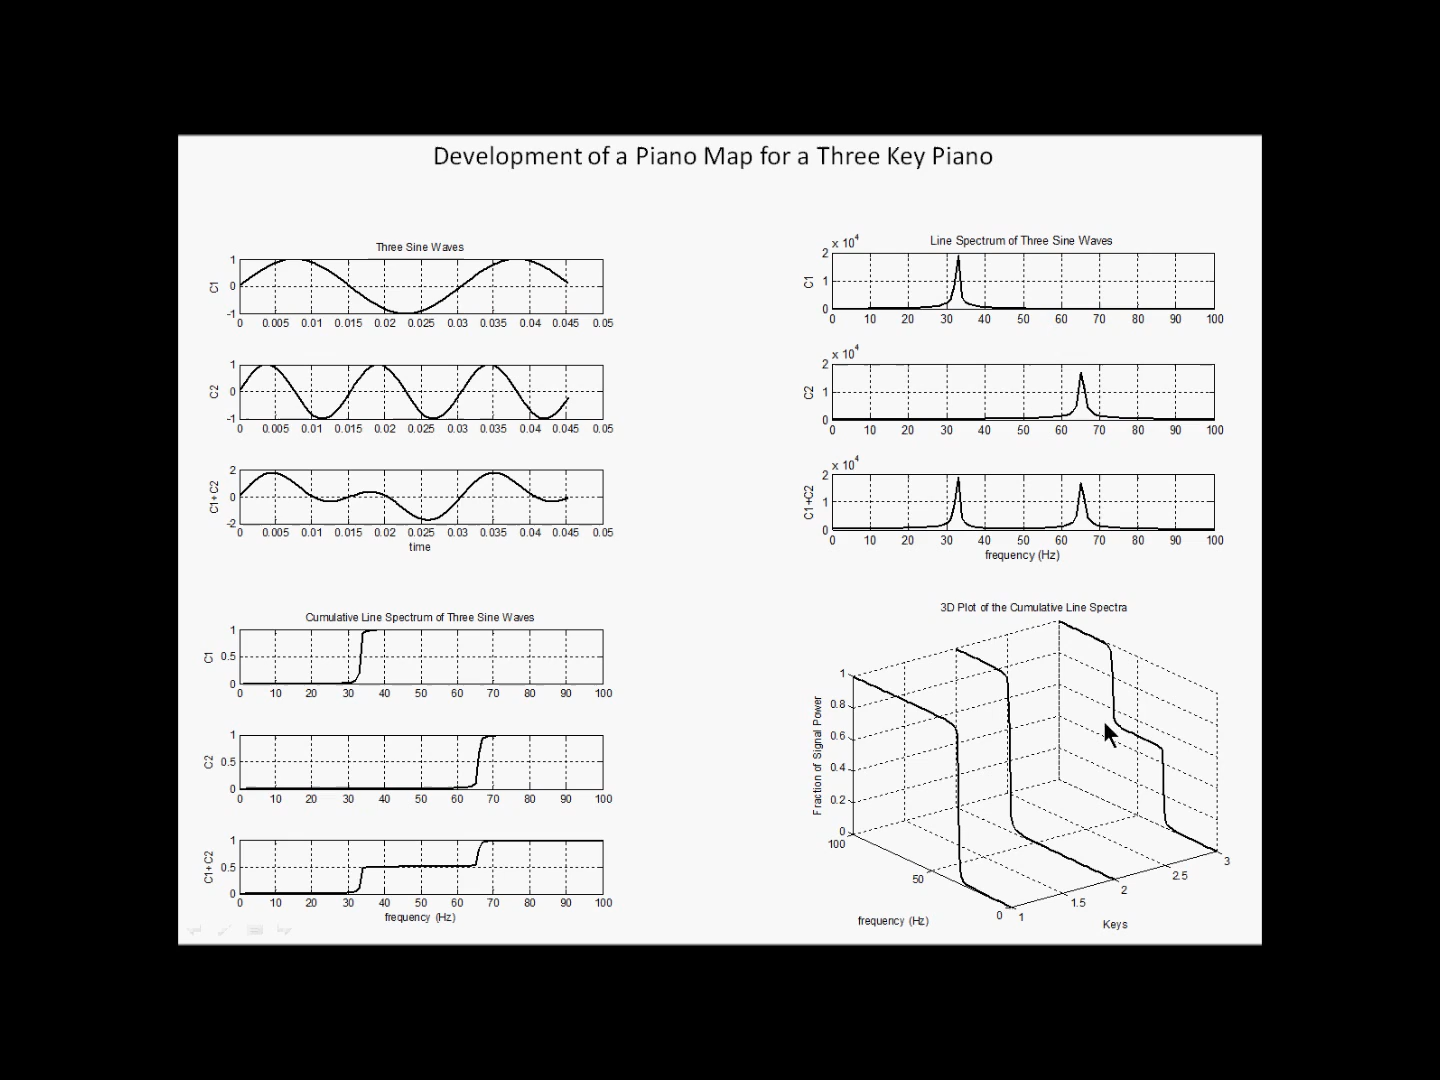 Development of a Piano Map for a Three Key Piano
Three Sine Waves
C1
1
0
-1
0 0.005 0.01 0.015 0.02 0.025 0.03 0.035 0.04 0.045 0.05
C2
1
0
-1
0 0.005 0.01 0.015 0.02 0.025 0.03 0.035 0.04 0.045 0.05
C1+C2
2
0
-2
0 0.005 0.01 0.015 0.02 0.025 0.03 0.035 0.04 0.045 0.05
time
Line Spectrum of Three Sine Waves
x 10^4
C1
2
1
0
0 10 20 30 40 50 60 70 80 90 100
x 10^4
C2
2
1
0
0 10 20 30 40 50 60 70 80 90 100
x 10^4
C1+C2
2
1
0
0 10 20 30 40 50 60 70 80 90 100
frequency (Hz)
Cumulative Line Spectrum of Three Sine Waves
C1
1
0.5
0
0 10 20 30 40 50 60 70 80 90 100
C2
1
0.5
0
0 10 20 30 40 50 60 70 80 90 100
C1+C2
1
0.5
0
0 10 20 30 40 50 60 70 80 90 100
frequency (Hz)
3D Plot of the Cumulative Line Spectra
Fraction of Signal Power
1
0.8
0.6
0.4
0.2
0
100
50
0
frequency (Hz)
1
1.5
2
2.5
3
Keys